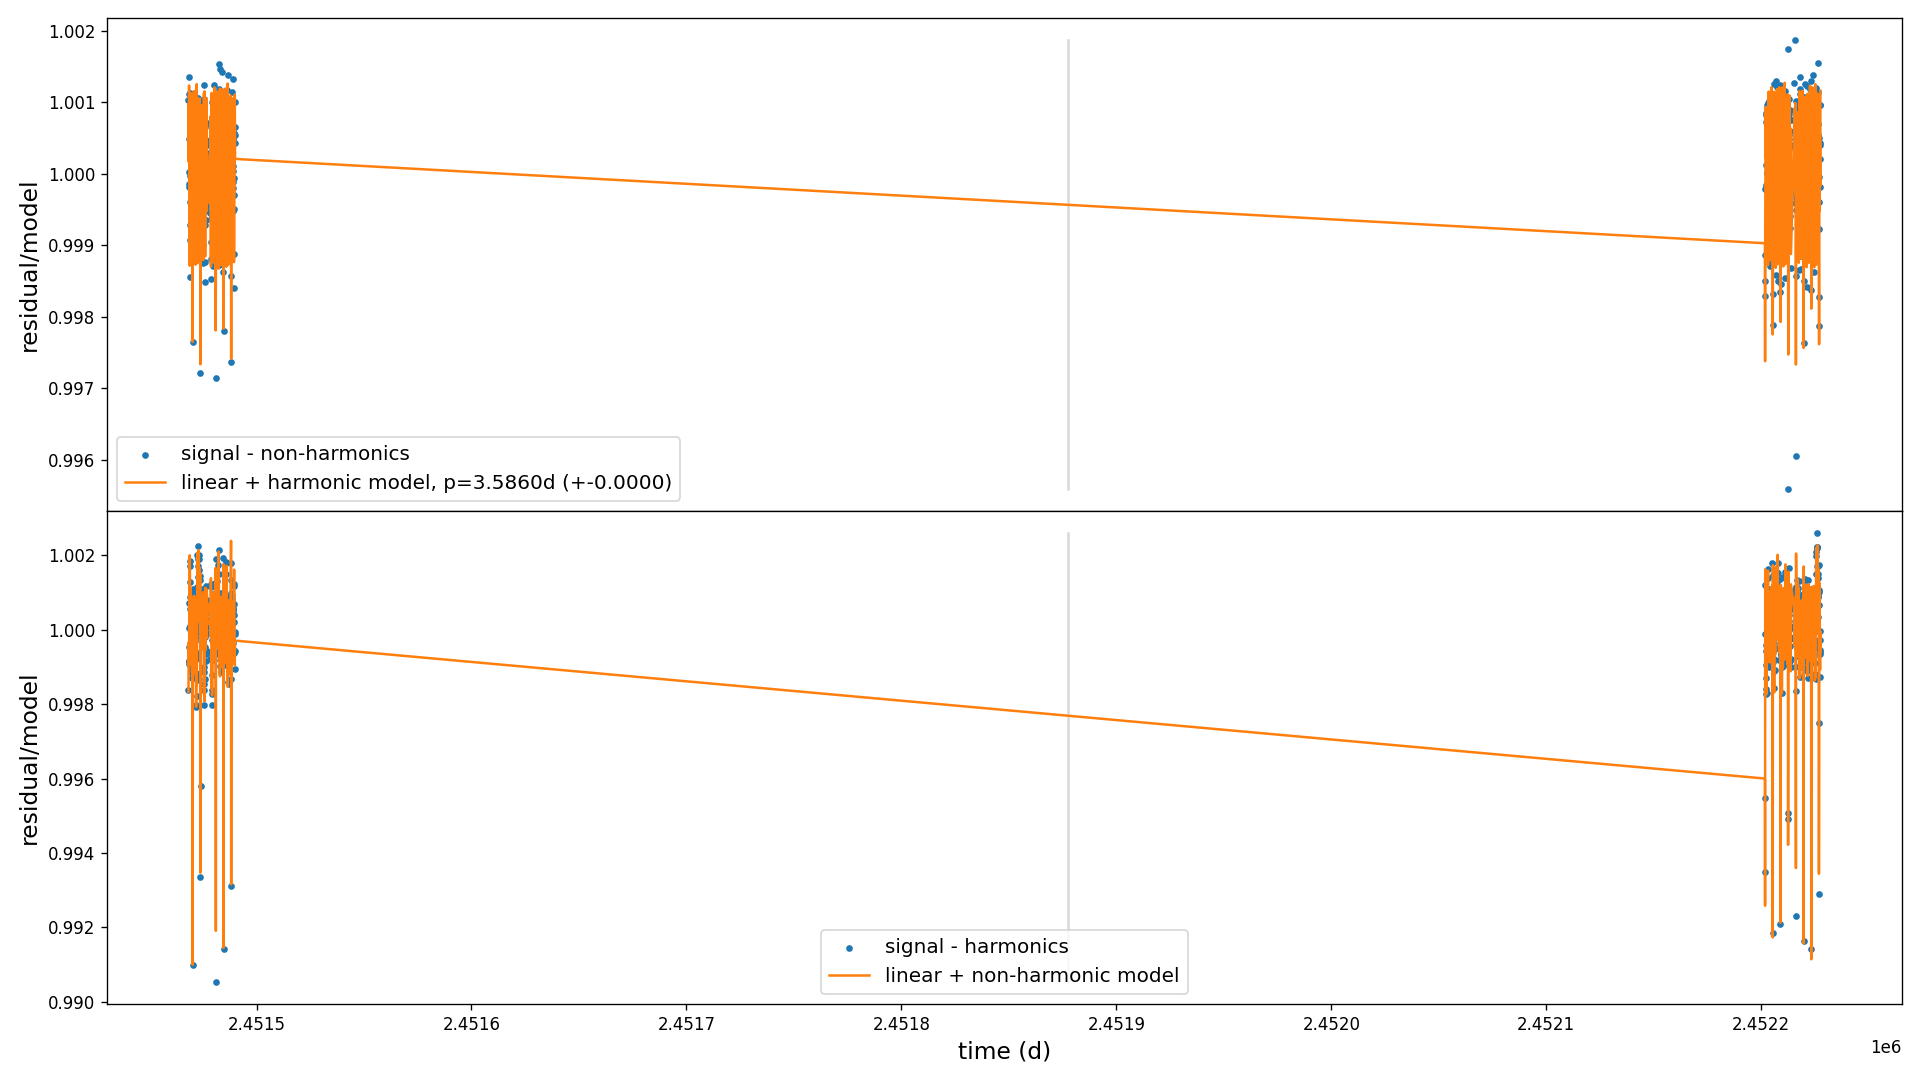 1.002
1.001
1.000
0.999
0.998
0.997
0.996
residual/model
signal - non-harmonics
linear + harmonic model, p=3.5860d (+-0.0000)
1.002
1.000
0.998
0.996
0.994
0.992
0.990
residual/model
signal - harmonics
linear + non-harmonic model
2.4515 2.4516 2.4517 2.4518 2.4519 2.4520 2.4521 2.4522
1e6
time (d)